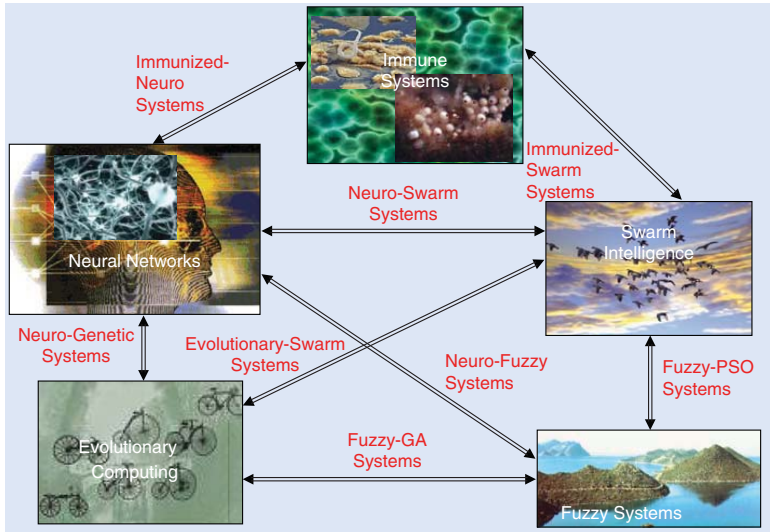 Immunized-
Neuro
Systems
Immune
Systems
Immunized-
Swarm
Systems
Neuro-Swarm
Systems
Neural Networks
Swarm
Intelligence
Neuro-Genetic
Systems
Evolutionary-Swarm
Systems
Neuro-Fuzzy
Systems
Fuzzy-PSO
Systems
Evolutionary
Computing
Fuzzy-GA
Systems
Fuzzy Systems